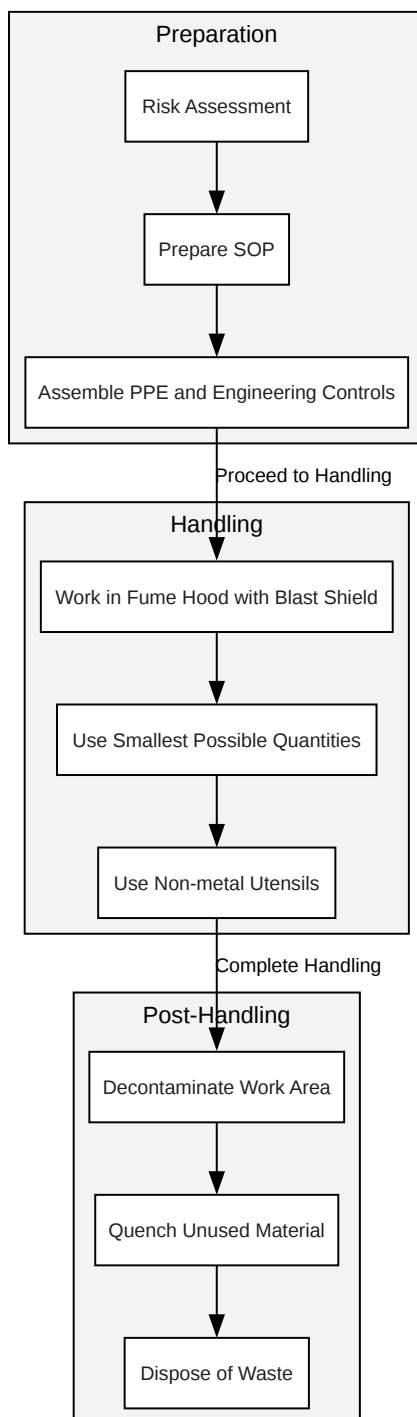 Preparation
Risk Assessment
Prepare SOP
Assemble PPE and Engineering Controls
Proceed to Handling
Handling
Work in Fume Hood with Blast Shield
Use Smallest Possible Quantities
Use Non-metal Utensils
Complete Handling
Post-Handling
Decontaminate Work Area
Quench Unused Material
Dispose of Waste